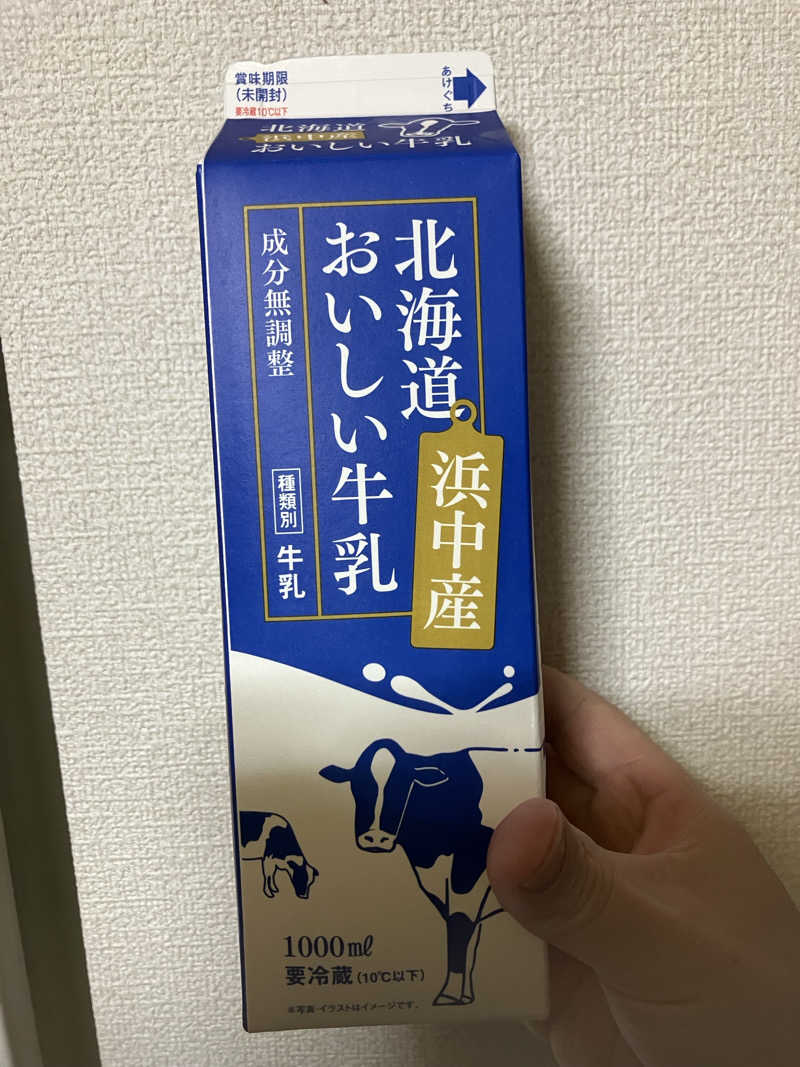 賞味期限
(未開封)
要冷蔵10℃以下
あけぐち
北海道
浜中産
おいしい牛乳
北海道
浜中産
おいしい牛乳
成分無調整
種類別
牛乳
1000ml
要冷蔵(10℃以下)
※写真・イラストはイメージです。